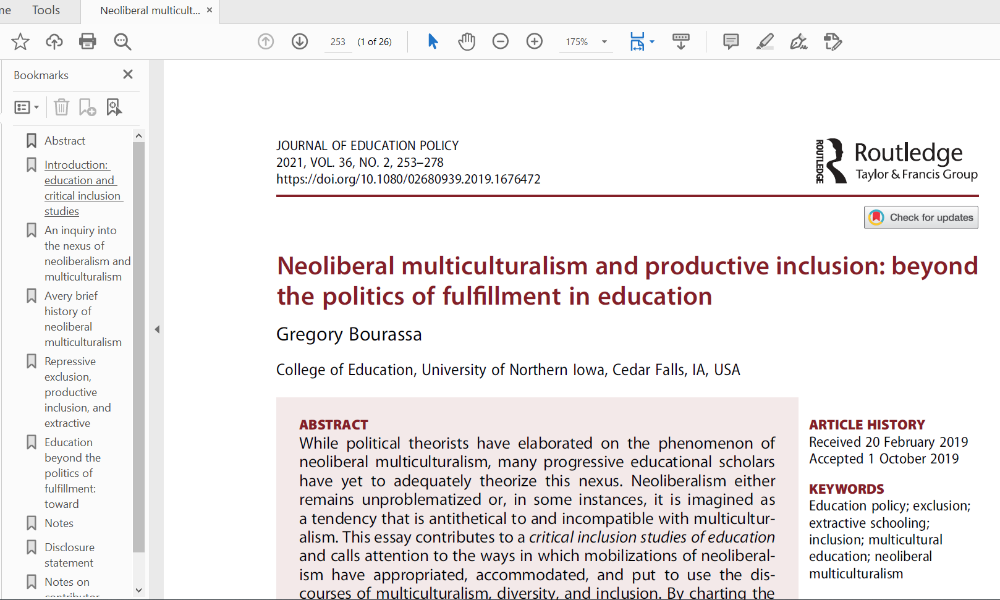 me
Tools
Neoliberal multicult...
253
(1 of 26)
175%
Bookmarks
Abstract
Introduction:
education and
critical inclusion
studies
An inquiry into
the nexus of
neoliberalism and
multiculturalism
Avery brief
history of
neoliberal
multiculturalism
Repressive
exclusion,
productive
inclusion, and
extractive
Education
beyond the
politics of
fulfillment:
toward
Notes
Disclosure
statement
Notes on
contributor
JOURNAL OF EDUCATION POLICY
2021, VOL. 36, NO. 2, 253–278
https://doi.org/10.1080/02680939.2019.1676472
ROUTLEDGE
Routledge
Taylor & Francis Group
Check for updates
Neoliberal multiculturalism and productive inclusion: beyond
the politics of fulfillment in education
Gregory Bourassa
College of Education, University of Northern Iowa, Cedar Falls, IA, USA
ABSTRACT
While political theorists have elaborated on the phenomenon of
neoliberal multiculturalism, many progressive educational scholars
have yet to adequately theorize this nexus. Neoliberalism either
remains unproblematized or, in some instances, it is imagined as
a tendency that is antithetical to and incompatible with multicultur-
alism. This essay contributes to a critical inclusion studies of education
and calls attention to the ways in which mobilizations of neoliberal-
ism have appropriated, accommodated, and put to use the dis-
courses of multiculturalism, diversity, and inclusion. By charting the
ARTICLE HISTORY
Received 20 February 2019
Accepted 1 October 2019
KEYWORDS
Education policy; exclusion;
extractive schooling;
inclusion; multicultural
education; neoliberal
multiculturalism